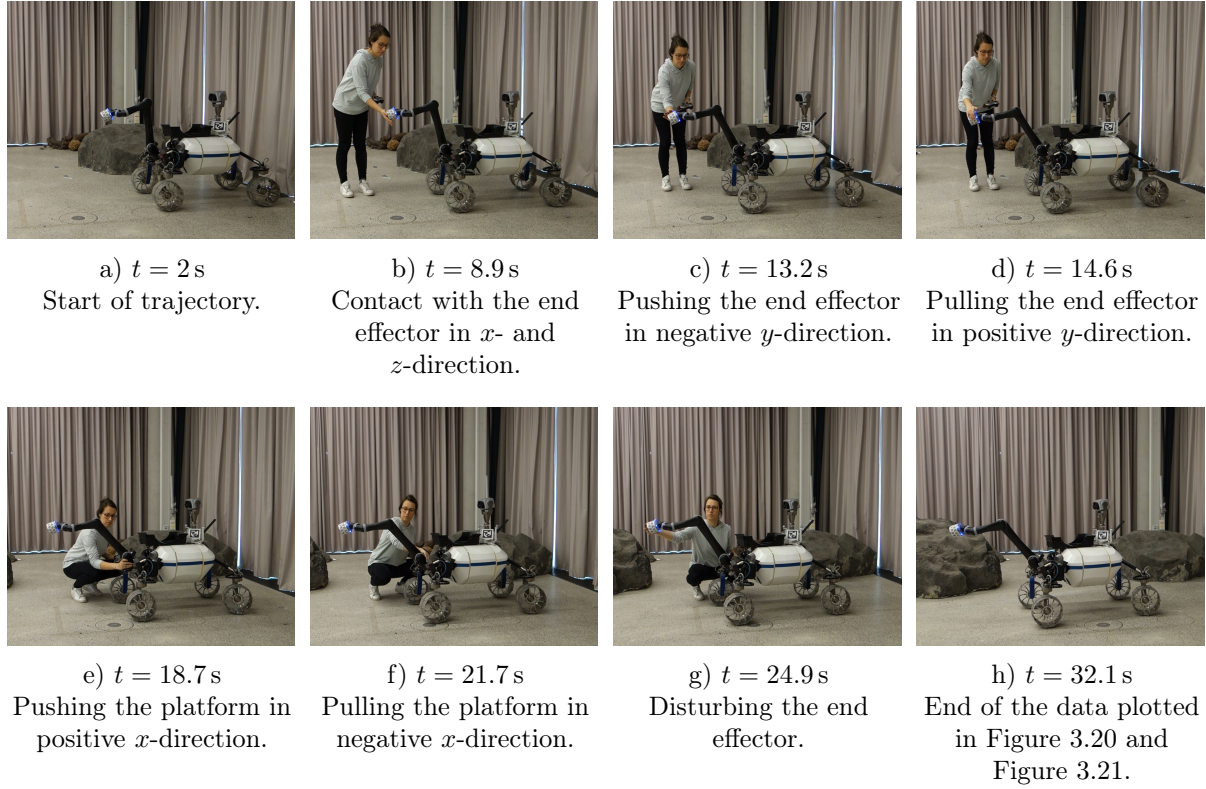 a) t = 2 s
Start of trajectory.
b) t = 8.9 s
Contact with the end
effector in x- and
z-direction.
c) t = 13.2 s
Pushing the end effector
in negative y-direction.
d) t = 14.6 s
Pulling the end effector
in positive y-direction.
e) t = 18.7 s
Pushing the platform in
positive x-direction.
f) t = 21.7 s
Pulling the platform in
negative x-direction.
g) t = 24.9 s
Disturbing the end
effector.
h) t = 32.1 s
End of the data plotted
in Figure 3.20 and
Figure 3.21.